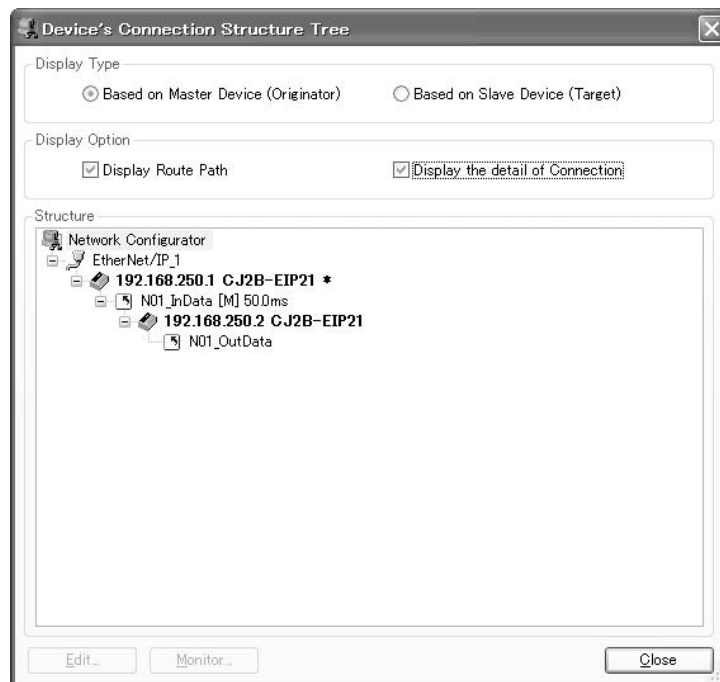 Device's Connection Structure Tree
Display Type
Based on Master Device (Originator) Based on Slave Device (Target)
Display Option
Display Route Path Display the detail of Connection
Structure
Network Configurator
EtherNet/IP_1
192.168.250.1 CJ2B-EIP21 *
N01_InData [M] 50.0ms
192.168.250.2 CJ2B-EIP21
N01_OutData
Edit... Monitor... Close